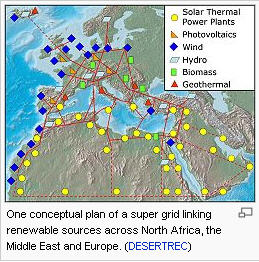 Solar Thermal
Power Plants
Photovoltaics
Wind
Hydro
Biomass
Geothermal
One conceptual plan of a super grid linking
renewable sources across North Africa, the
Middle East and Europe. (DESERTREC)